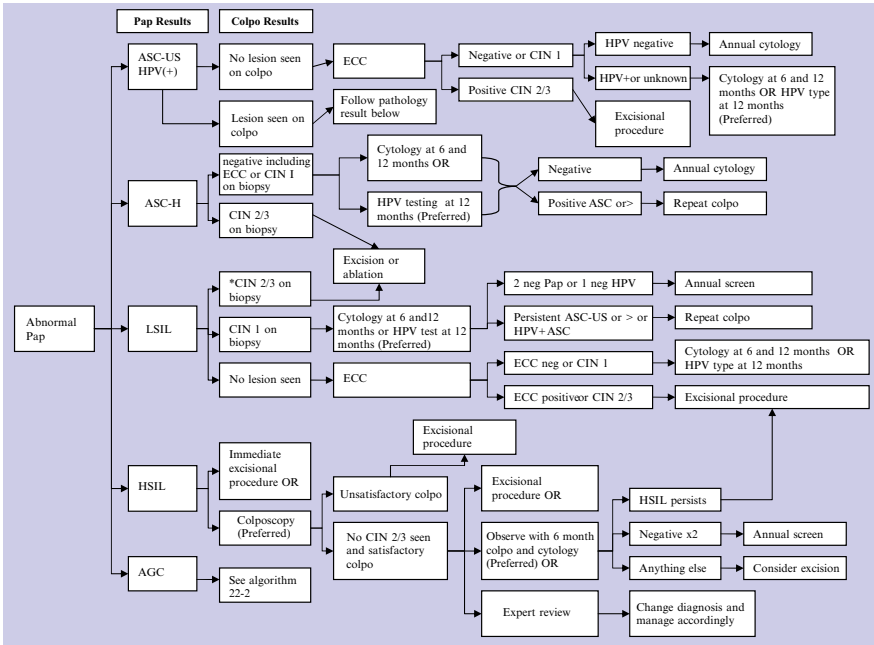 Pap Results
Colpo Results
ASC-US
HPV(+)
No lesion seen
on colpo
ECC
Negative or CIN 1
HPV negative
Annual cytology
HPV+or unknown
Cytology at 6 and 12
months OR HPV type
at 12 months
(Preferred)
Positive CIN 2/3
Excisional
procedure
Lesion seen on
colpo
Follow pathology
result below
ASC-H
negative including
ECC or CIN I
on biopsy
Cytology at 6 and
12 months OR
HPV testing at 12
months (Preferred)
Negative
Annual cytology
Positive ASC or>
Repeat colpo
CIN 2/3
on biopsy
Excision or
ablation
Abnormal
Pap
LSIL
*CIN 2/3 on
biopsy
CIN 1 on
biopsy
Cytology at 6 and12
months or HPV test at 12
months (Preferred)
2 neg Pap or 1 neg HPV
Annual screen
Persistent ASC-US or > or
HPV+ASC
Repeat colpo
No lesion seen
ECC
ECC neg or CIN 1
Cytology at 6 and 12 months OR
HPV type at 12 months
ECC positiveor CIN 2/3
Excisional procedure
HSIL
Immediate
excisional
procedure OR
Colposcopy
(Preferred)
Excisional
procedure
Unsatisfactory colpo
No CIN 2/3 seen
and satisfactory
colpo
Excisional
procedure OR
Observe with 6 month
colpo and cytology
(Preferred) OR
HSIL persists
Negative x2
Annual screen
Anything else
Consider excision
Expert review
Change diagnosis and
manage accordingly
AGC
See algorithm
22-2